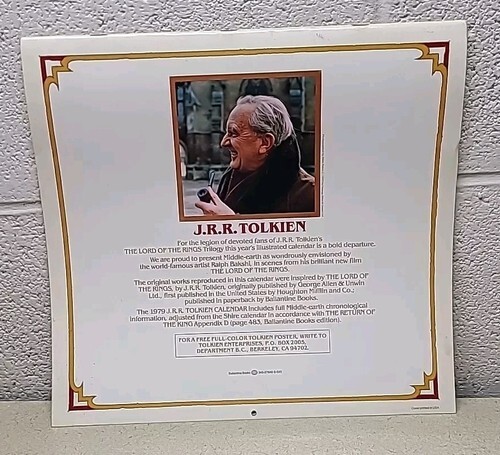 J.R.R. TOLKIEN
For the legion of devoted fans of J.R.R. Tolkien's
THE LORD OF THE RINGS Trilogy this year's illustrated calendar is a bold departure.
We are proud to present Middle-earth as wondrously envisioned by
the world-famous artist Ralph Bakshi, in scenes from his brilliant new film
THE LORD OF THE RINGS.
The original works reproduced in this calendar were inspired by THE LORD OF
THE RINGS, by J.R.R. Tolkien, originally published by George Allen & Unwin
Ltd., first published in the United States by Houghton Mifflin and Co.;
published in paperback by Ballantine Books.
The 1979 J.R.R. TOLKIEN CALENDAR includes full Middle-earth chronological
information, adjusted from the Shire calendar in accordance with THE RETURN OF
THE KING Appendix D (page 483, Ballantine Books edition).
FOR A FREE FULL-COLOR TOLKIEN POSTER, WRITE TO
TOLKIEN ENTERPRISES, P.O. BOX 2005,
DEPARTMENT B.C., BERKELEY, CA 94702.